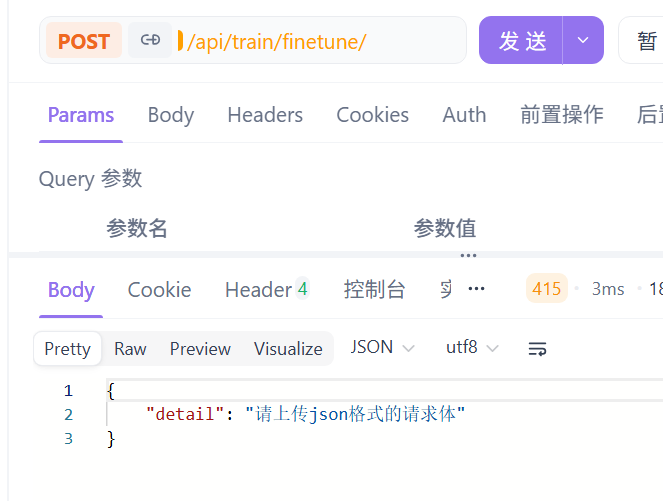 POST /api/train/finetune/ 发 送 暂
Params Body Headers Cookies Auth 前置操作 后置
Query 参数
参数名 参数值
Body Cookie Header 4 控制台 415 3ms 18
Pretty Raw Preview Visualize JSON utf8
1 {
2 "detail": "请上传json格式的请求体"
3 }